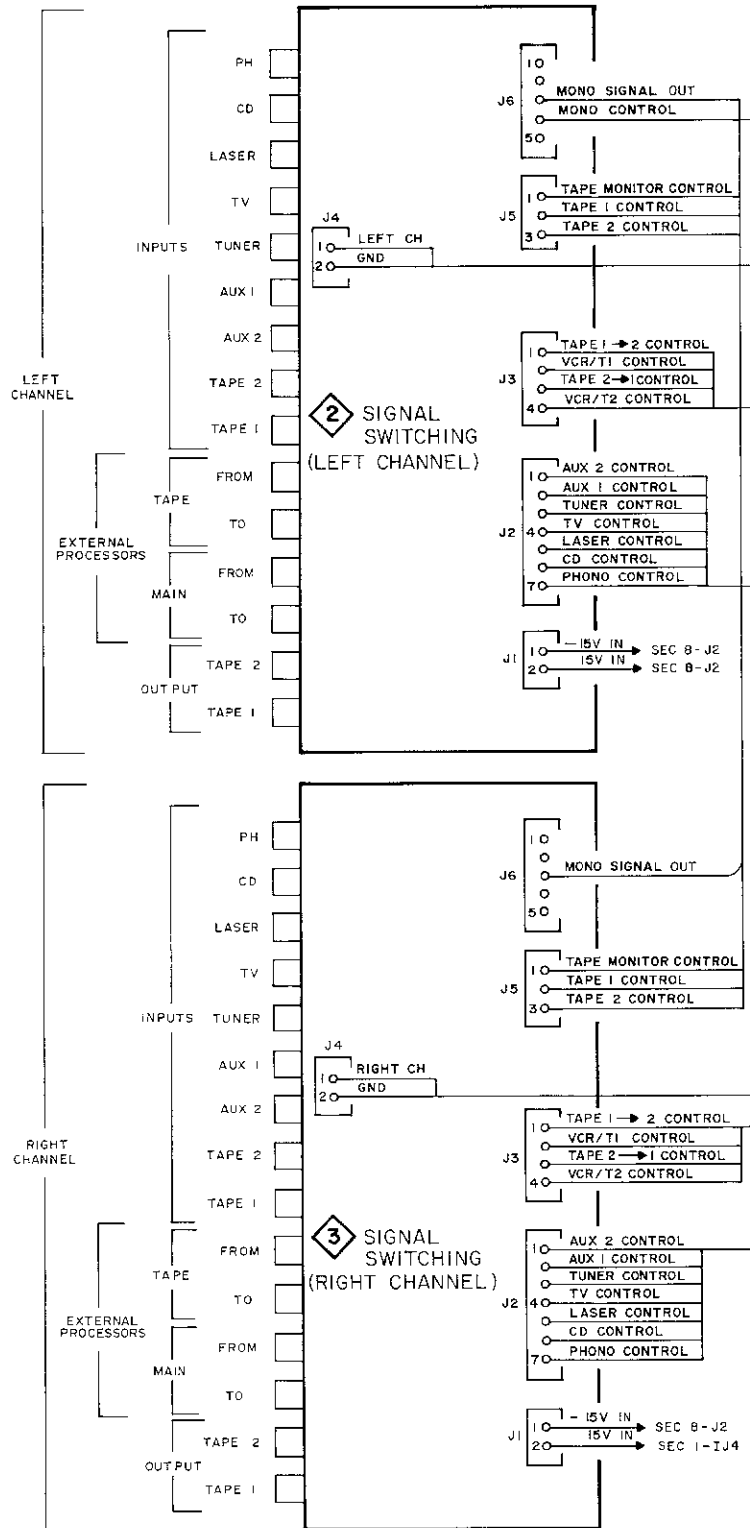 LEFT
CHANNEL
INPUTS
PH
CD
LASER
TV
TUNER
AUX 1
AUX 2
TAPE 2
TAPE 1
EXTERNAL
PROCESSORS
TAPE
FROM
TO
MAIN
FROM
TO
OUTPUT
TAPE 2
TAPE 1
J4
1 LEFT CH
2 GND
2 SIGNAL
SWITCHING
(LEFT CHANNEL)
J6
1
MONO SIGNAL OUT
MONO CONTROL
5
J5
1 TAPE MONITOR CONTROL
TAPE 1 CONTROL
3 TAPE 2 CONTROL
J3
1 TAPE 1 → 2 CONTROL
VCR/T1 CONTROL
TAPE 2 → 1 CONTROL
4 VCR/T2 CONTROL
J2
1 AUX 2 CONTROL
AUX 1 CONTROL
TUNER CONTROL
4 TV CONTROL
LASER CONTROL
CD CONTROL
7 PHONO CONTROL
J1
1 -15V IN SEC 8-J2
2 15V IN SEC 8-J2
RIGHT
CHANNEL
INPUTS
PH
CD
LASER
TV
TUNER
AUX 1
AUX 2
TAPE 2
TAPE 1
EXTERNAL
PROCESSORS
TAPE
FROM
TO
MAIN
FROM
TO
OUTPUT
TAPE 2
TAPE 1
J4
1 RIGHT CH
2 GND
3 SIGNAL
SWITCHING
(RIGHT CHANNEL)
J6
1
MONO SIGNAL OUT
5
J5
1 TAPE MONITOR CONTROL
TAPE 1 CONTROL
3 TAPE 2 CONTROL
J3
1 TAPE 1 → 2 CONTROL
VCR/T1 CONTROL
TAPE 2 → 1 CONTROL
4 VCR/T2 CONTROL
J2
1 AUX 2 CONTROL
AUX 1 CONTROL
TUNER CONTROL
4 TV CONTROL
LASER CONTROL
CD CONTROL
7 PHONO CONTROL
J1
1 -15V IN SEC 8-J2
2 15V IN SEC 1-IJ4